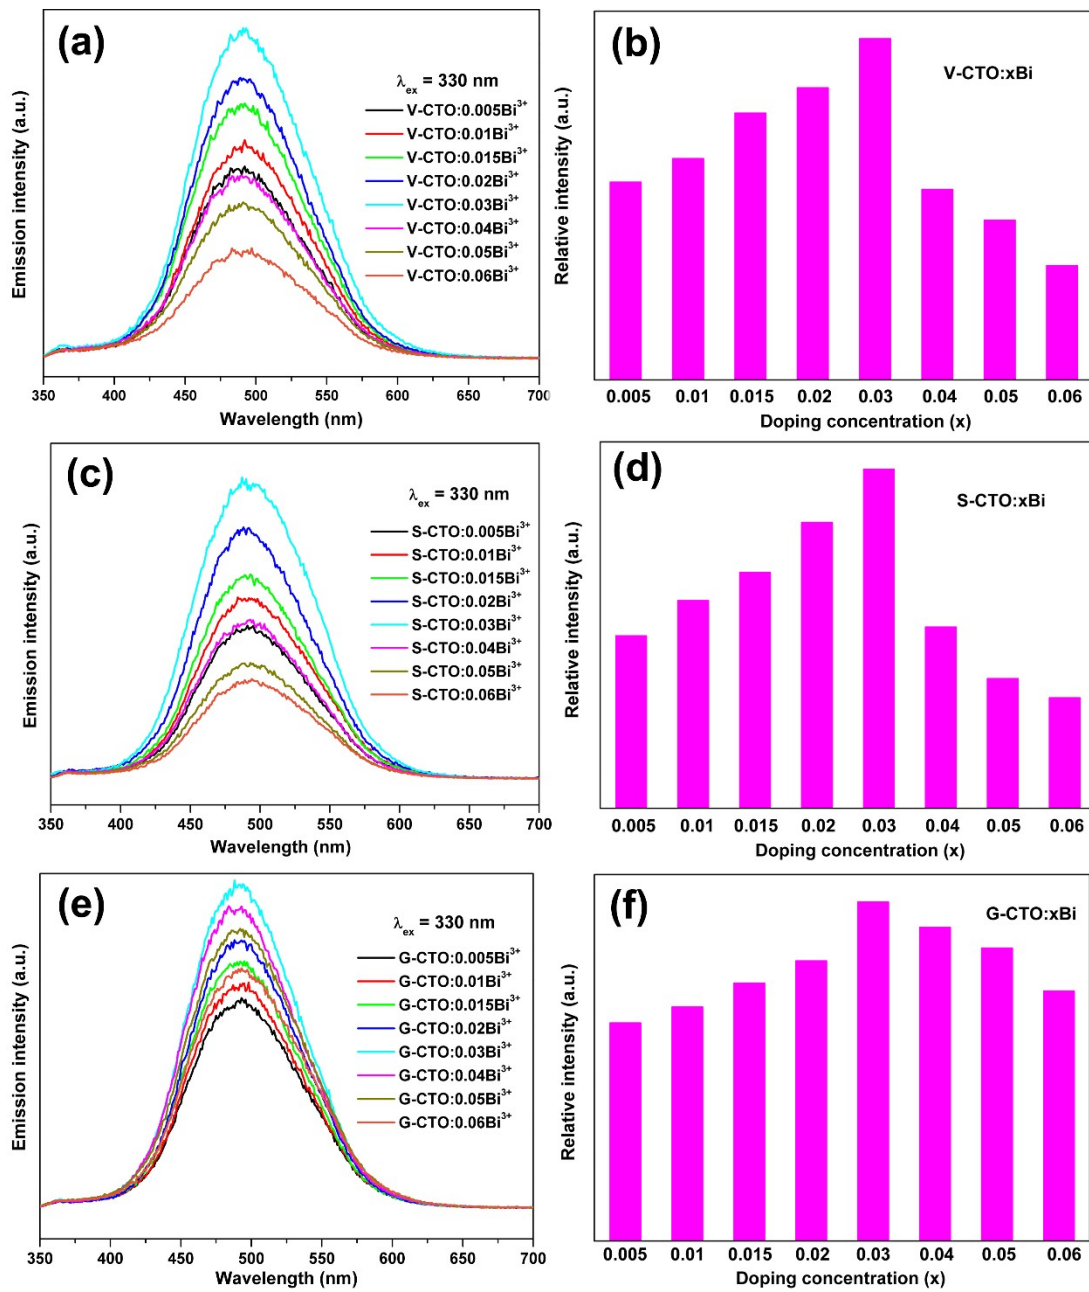 (a)
λex = 330 nm
V-CTO:0.005Bi³⁺
V-CTO:0.01Bi³⁺
V-CTO:0.015Bi³⁺
V-CTO:0.02Bi³⁺
V-CTO:0.03Bi³⁺
V-CTO:0.04Bi³⁺
V-CTO:0.05Bi³⁺
V-CTO:0.06Bi³⁺
Emission intensity (a.u.)
350 400 450 500 550 600 650 700
Wavelength (nm)
(b)
V-CTO:xBi
Relative intensity (a.u.)
0.005 0.01 0.015 0.02 0.03 0.04 0.05 0.06
Doping concentration (x)
(c)
λex = 330 nm
S-CTO:0.005Bi³⁺
S-CTO:0.01Bi³⁺
S-CTO:0.015Bi³⁺
S-CTO:0.02Bi³⁺
S-CTO:0.03Bi³⁺
S-CTO:0.04Bi³⁺
S-CTO:0.05Bi³⁺
S-CTO:0.06Bi³⁺
Emission intensity (a.u.)
350 400 450 500 550 600 650 700
Wavelength (nm)
(d)
S-CTO:xBi
Relative intensity (a.u.)
0.005 0.01 0.015 0.02 0.03 0.04 0.05 0.06
Doping concentration (x)
(e)
λex = 330 nm
G-CTO:0.005Bi³⁺
G-CTO:0.01Bi³⁺
G-CTO:0.015Bi³⁺
G-CTO:0.02Bi³⁺
G-CTO:0.03Bi³⁺
G-CTO:0.04Bi³⁺
G-CTO:0.05Bi³⁺
G-CTO:0.06Bi³⁺
Emission intensity (a.u.)
350 400 450 500 550 600 650 700
Wavelength (nm)
(f)
G-CTO:xBi
Relative intensity (a.u.)
0.005 0.01 0.015 0.02 0.03 0.04 0.05 0.06
Doping concentration (x)